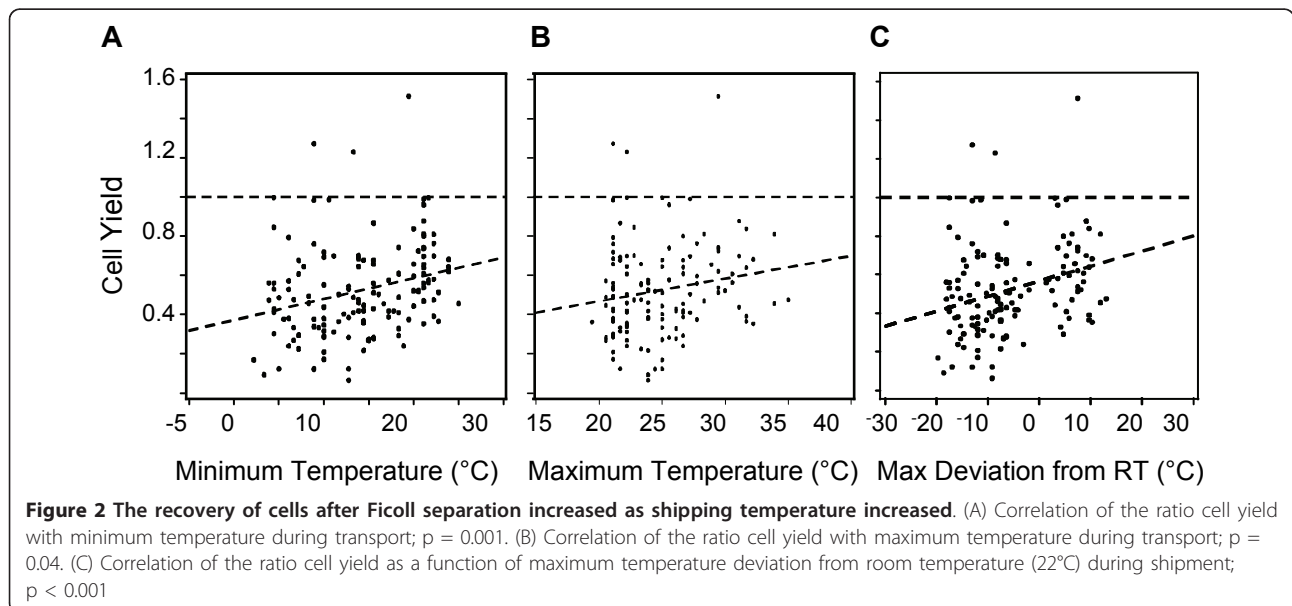 A B C
1.6
1.2
0.8
0.4
Cell Yield
-5 0 10 20 30
15 20 25 30 35 40
-30 -20 -10 0 10 20 30
Minimum Temperature (°C) Maximum Temperature (°C) Max Deviation from RT (°C)
Figure 2 The recovery of cells after Ficoll separation increased as shipping temperature increased. (A) Correlation of the ratio cell yield
with minimum temperature during transport; p = 0.001. (B) Correlation of the ratio cell yield with maximum temperature during transport; p =
0.04. (C) Correlation of the ratio cell yield as a function of maximum temperature deviation from room temperature (22°C) during shipment;
p < 0.001